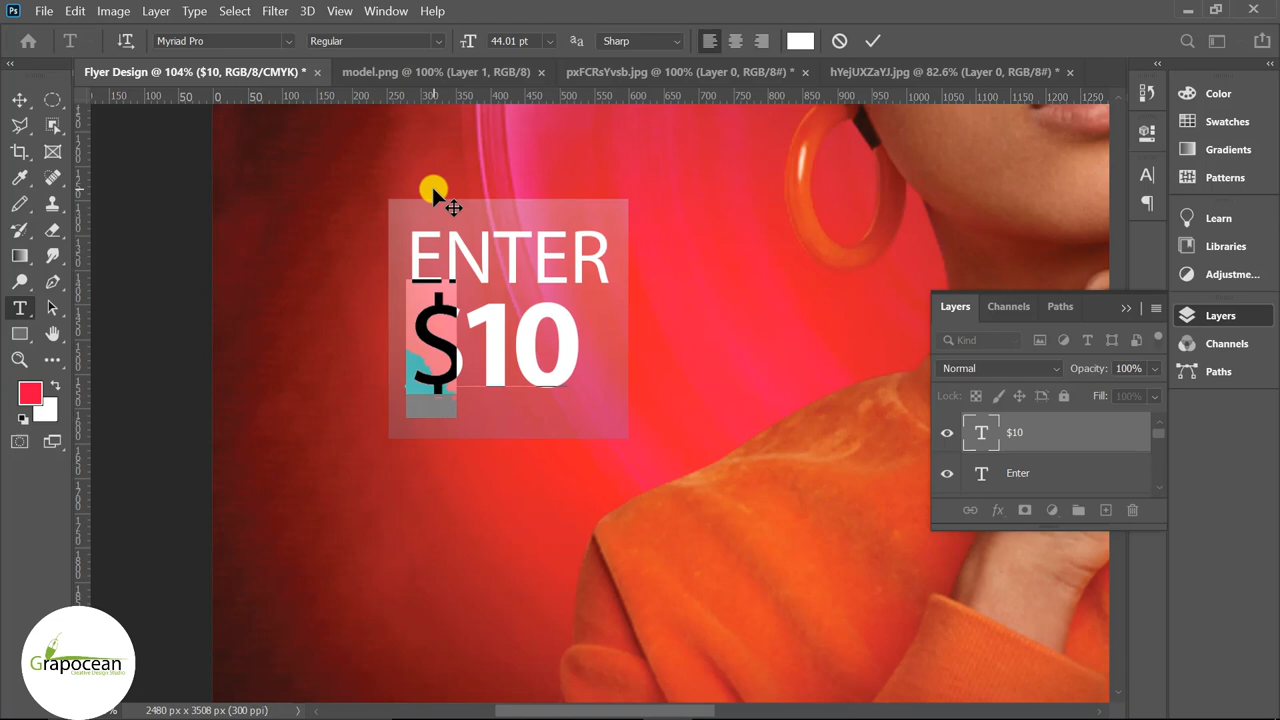 Ps File Edit Image Layer Type Select Filter 3D View Window Help
T Myriad Pro Regular 44.01 pt Sharp
Flyer Design @ 104% ($10, RGB/8/CMYK) * × model.png @ 100% (Layer 1, RGB/8) × pxFCRsYvsb.jpg @ 100% (Layer 0, RGB/8#) * × hYejUXZaYJ.jpg @ 82.6% (Layer 0, RGB/8#) * ×
150 100 50 0 50 100 150 200 250 300 350 400 450 500 550 600 650 700 750 800 850 900 950 1000 1050 1100 1150 1200 1250
Color
Swatches
Gradients
Patterns
Learn
Libraries
Adjustme...
Layers
Channels
Paths
ENTER
$10
Layers Channels Paths
Kind
Normal Opacity: 100%
Lock: Fill: 100%
T $10
T Enter
fx
Grapocean
Creative Design Studio
% 2480 px x 3508 px (300 ppi)